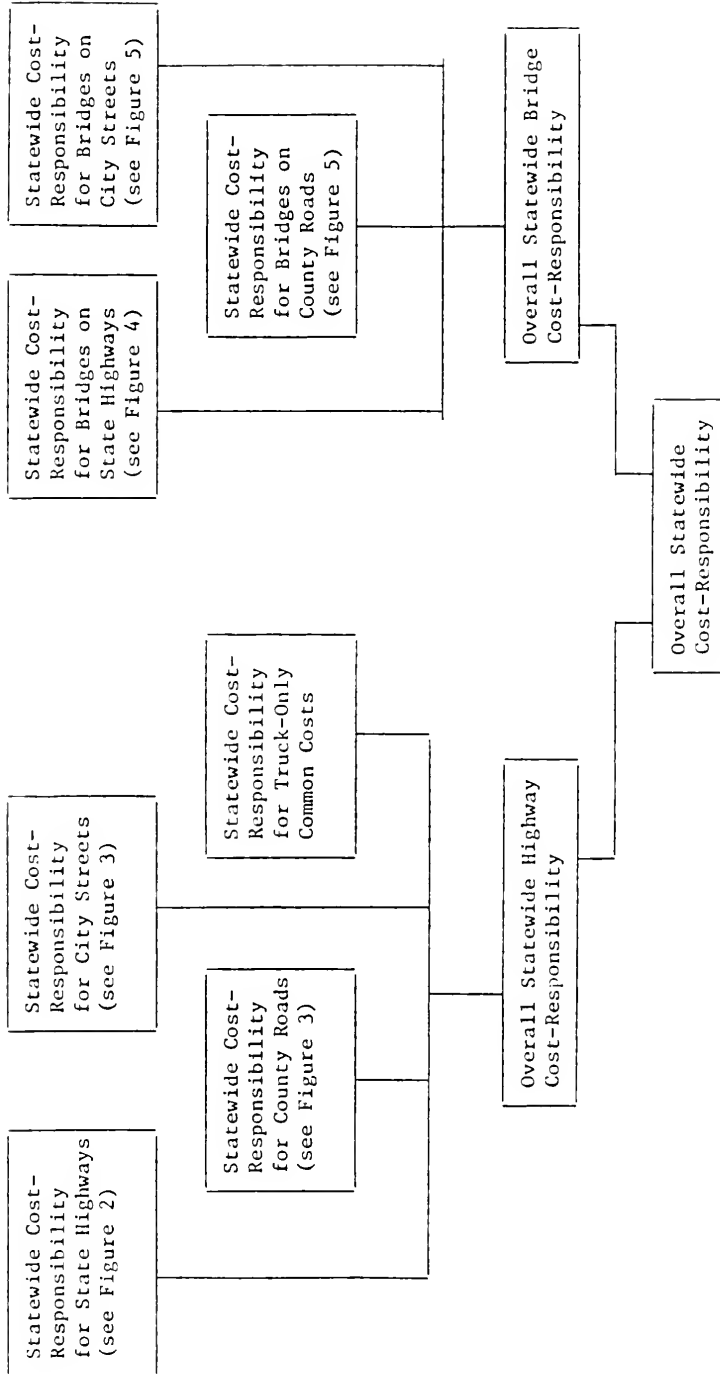 Statewide Cost-
Responsibility
for State Highways
(see Figure 2)
Statewide Cost-
Responsibility
for City Streets
(see Figure 3)
Statewide Cost-
Responsibility
for Bridges on
State Highways
(see Figure 4)
Statewide Cost-
Responsibility
for Bridges on
City Streets
(see Figure 5)
Statewide Cost-
Responsibility
for County Roads
(see Figure 3)
Statewide Cost-
Responsibility
for Truck-Only
Common Costs
Statewide Cost-
Responsibility
for Bridges on
County Roads
(see Figure 5)
Overall Statewide Highway
Cost-Responsibility
Overall Statewide Bridge
Cost-Responsibility
Overall Statewide
Cost-Responsibility